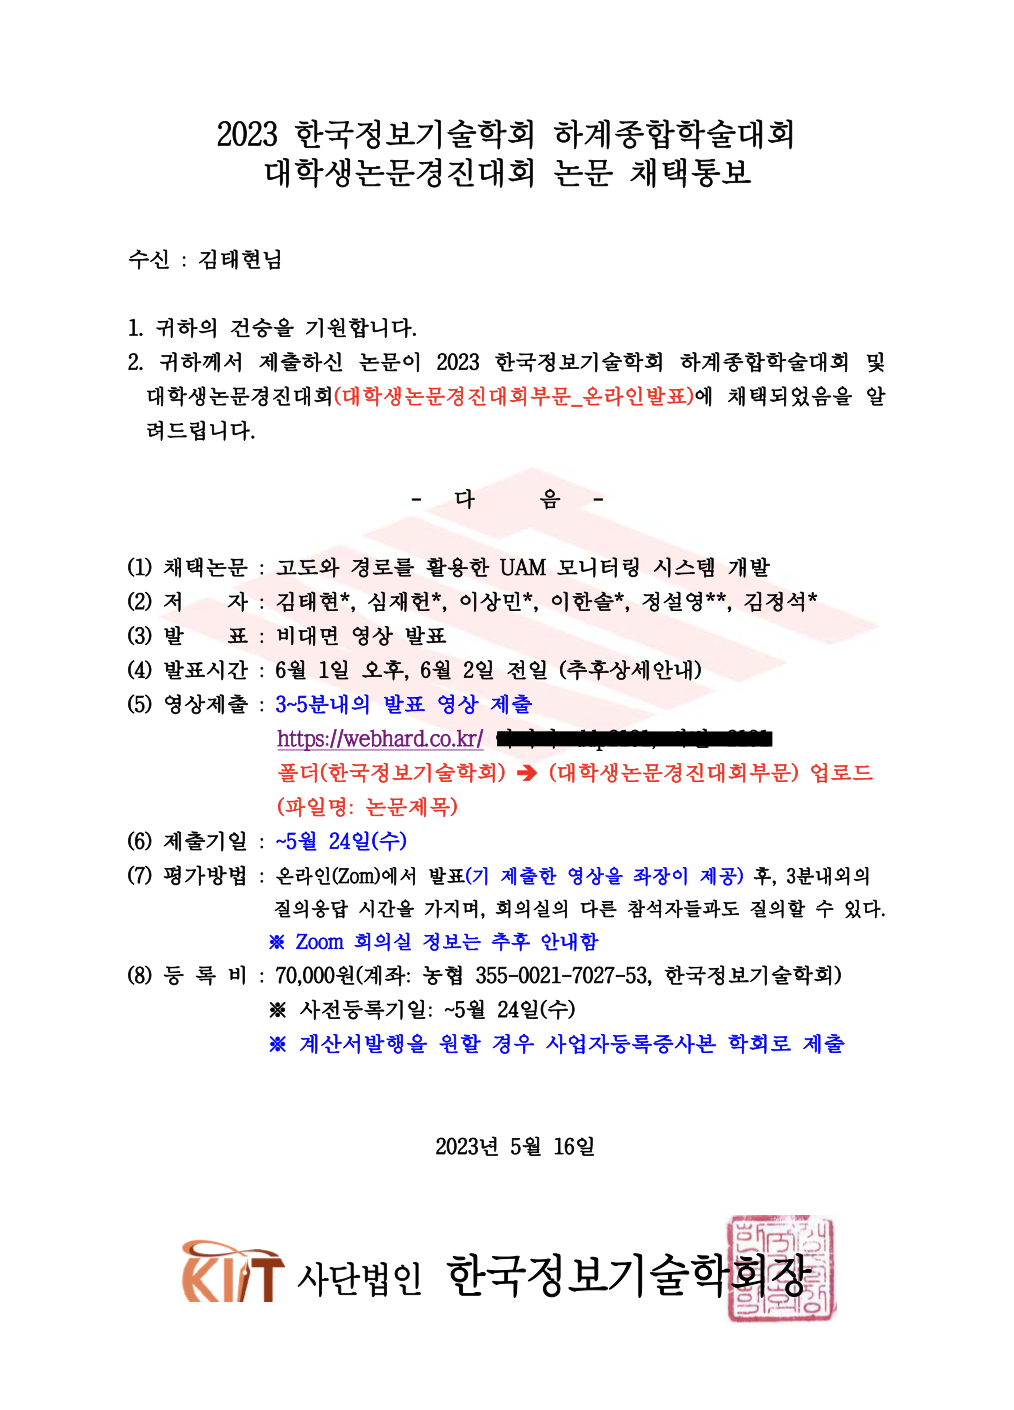 2023 한국정보기술학회 하계종합학술대회
대학생논문경진대회 논문 채택통보
수신 : 김태현님
1. 귀하의 건승을 기원합니다.
2. 귀하께서 제출하신 논문이 2023 한국정보기술학회 하계종합학술대회 및
대학생논문경진대회(대학생논문경진대회부문_온라인발표)에 채택되었음을 알
려드립니다.
- 다 음 -
(1) 채택논문 : 고도와 경로를 활용한 UAM 모니터링 시스템 개발
(2) 저 자 : 김태현*, 심재헌*, 이상민*, 이한솔*, 정설영**, 김정석*
(3) 발 표 : 비대면 영상 발표
(4) 발표시간 : 6월 1일 오후, 6월 2일 전일 (추후상세안내)
(5) 영상제출 : 3~5분내의 발표 영상 제출
https://webhard.co.kr/
폴더(한국정보기술학회) ➔ (대학생논문경진대회부문) 업로드
(파일명: 논문제목)
(6) 제출기일 : ~5월 24일(수)
(7) 평가방법 : 온라인(Zom)에서 발표(기 제출한 영상을 좌장이 제공) 후, 3분내외의
질의응답 시간을 가지며, 회의실의 다른 참석자들과도 질의할 수 있다.
※ Zoom 회의실 정보는 추후 안내함
(8) 등 록 비 : 70,000원(계좌: 농협 355-0021-7027-53, 한국정보기술학회)
※ 사전등록기일: ~5월 24일(수)
※ 계산서발행을 원할 경우 사업자등록증사본 학회로 제출
2023년 5월 16일
KIIT 사단법인 한국정보기술학회장